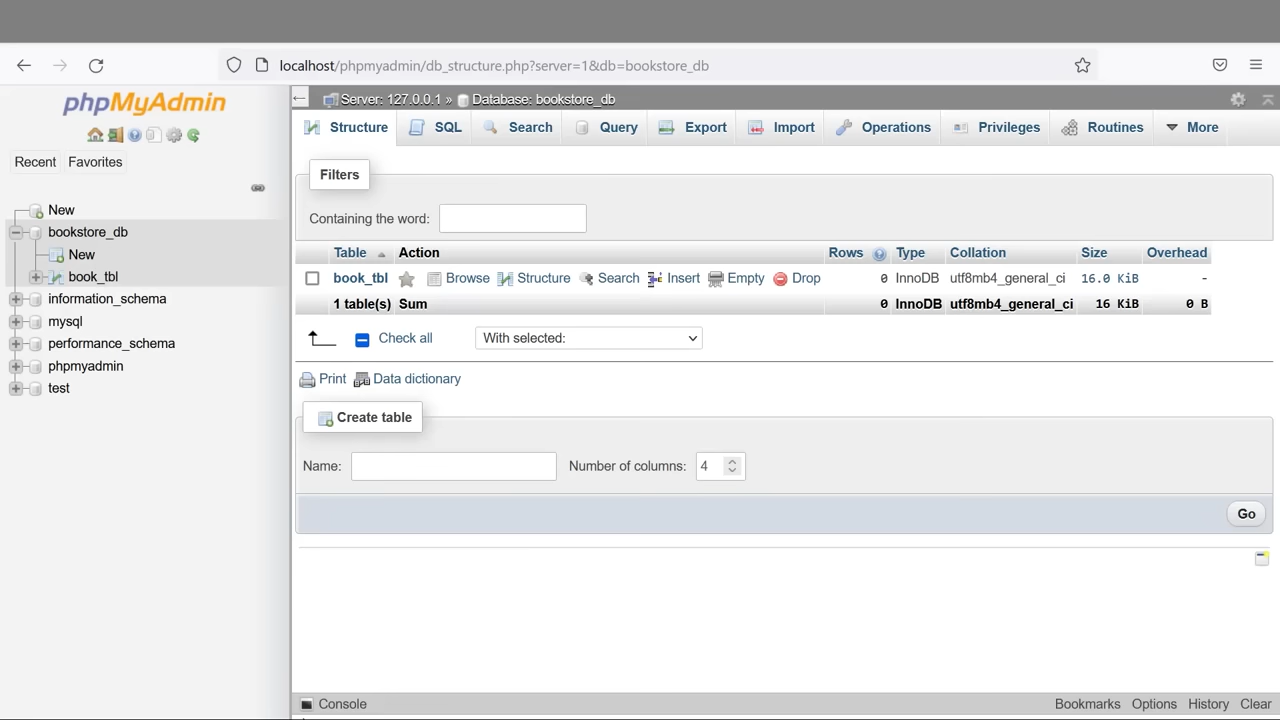 localhost/phpmyadmin/db_structure.php?server=1&db=bookstore_db
phpMyAdmin
Recent Favorites
New
bookstore_db
New
book_tbl
information_schema
mysql
performance_schema
phpmyadmin
test
Server: 127.0.0.1 » Database: bookstore_db
Structure SQL Search Query Export Import Operations Privileges Routines More
Filters
Containing the word:
Table Action Rows Type Collation Size Overhead
book_tbl Browse Structure Search Insert Empty Drop 0 InnoDB utf8mb4_general_ci 16.0 KiB -
1 table(s) Sum 0 InnoDB utf8mb4_general_ci 16 KiB 0 B
Check all With selected:
Print Data dictionary
Create table
Name: Number of columns: 4
Go
Console Bookmarks Options History Clear